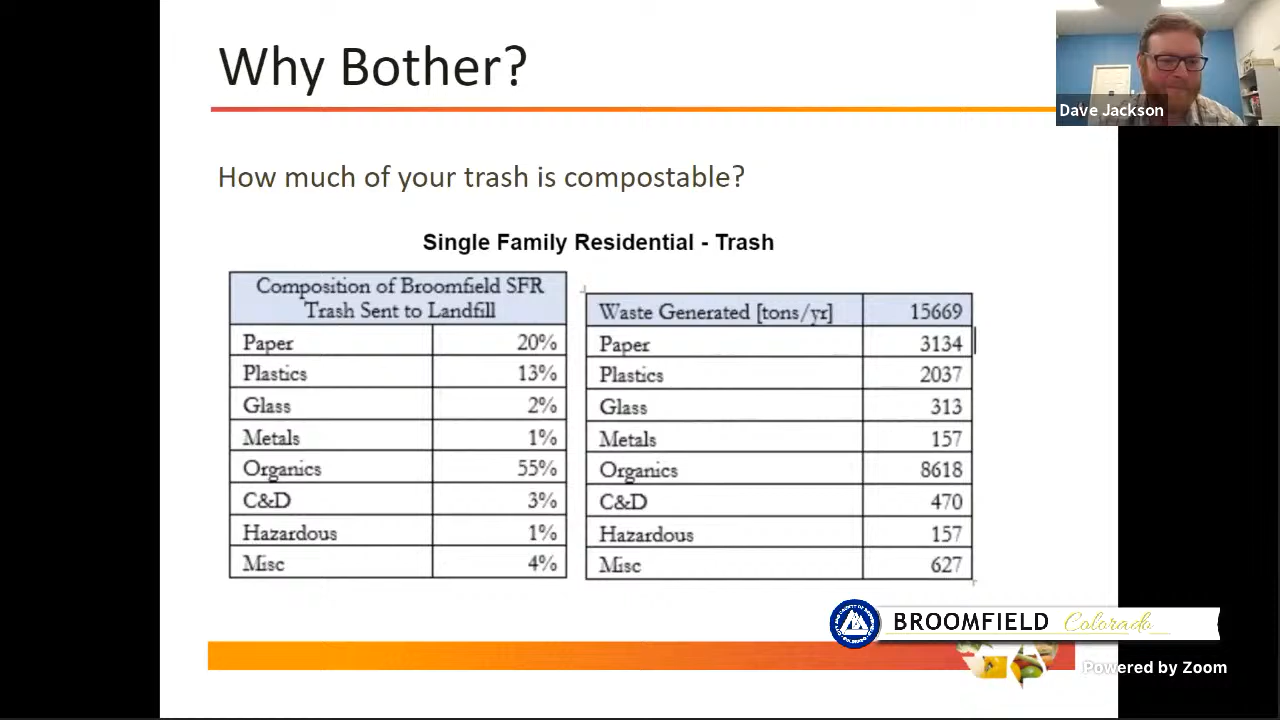 Why Bother?
Dave Jackson
How much of your trash is compostable?
Single Family Residential - Trash
Composition of Broomfield SFR
Trash Sent to Landfill
Paper 20%
Plastics 13%
Glass 2%
Metals 1%
Organics 55%
C&D 3%
Hazardous 1%
Misc 4%
Waste Generated [tons/yr] 15669
Paper 3134
Plastics 2037
Glass 313
Metals 157
Organics 8618
C&D 470
Hazardous 157
Misc 627
BROOMFIELD Colorado
Powered by Zoom